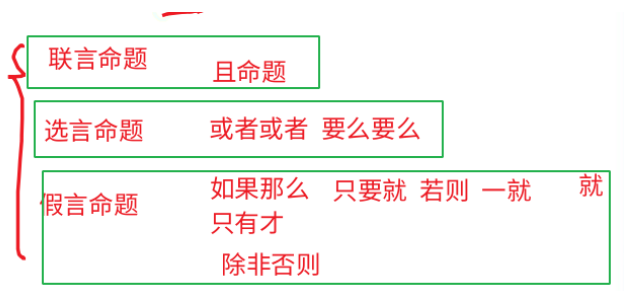 联言命题 且命题
选言命题 或者或者 要么要么
假言命题 如果那么 只要就 若则 一就 就
只有才
除非否则